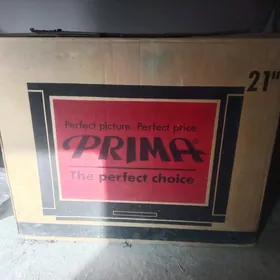 21"
Perfect picture. Perfect price.
PRIMA
The perfect choice